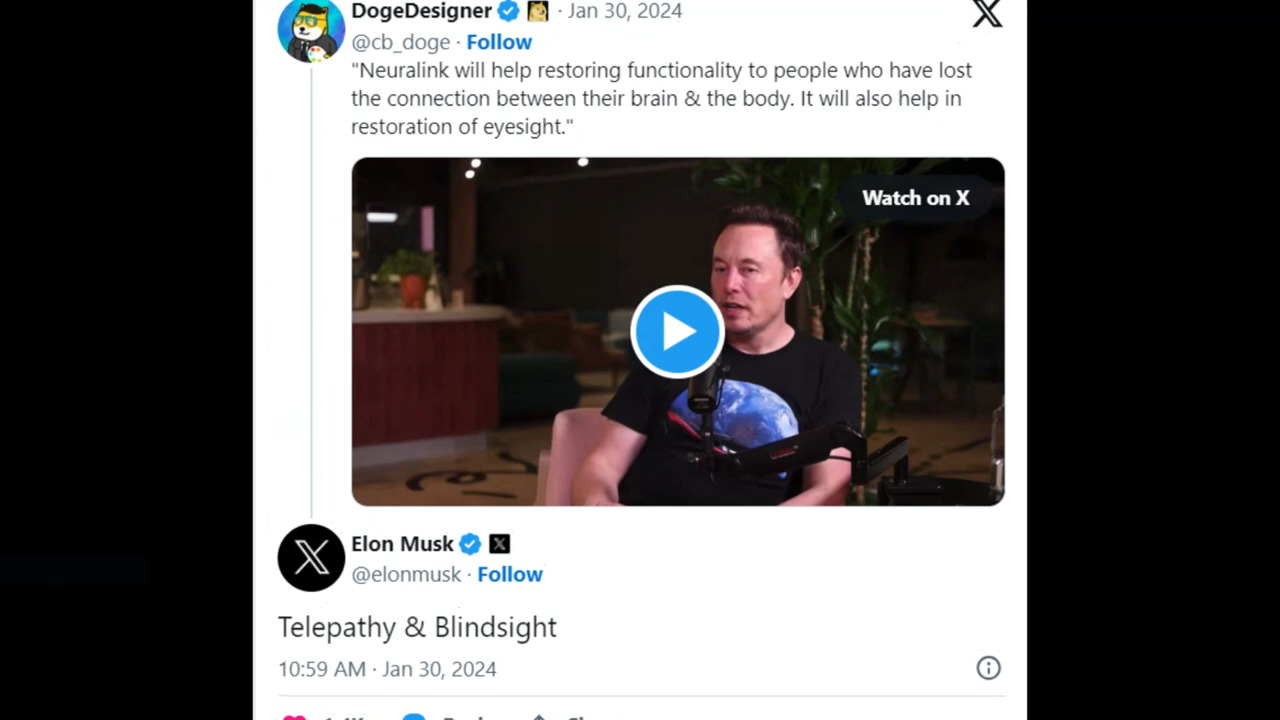 DogeDesigner · Jan 30, 2024
@cb_doge · Follow
"Neuralink will help restoring functionality to people who have lost
the connection between their brain & the body. It will also help in
restoration of eyesight."
Watch on X
Elon Musk
@elonmusk · Follow
Telepathy & Blindsight
10:59 AM · Jan 30, 2024